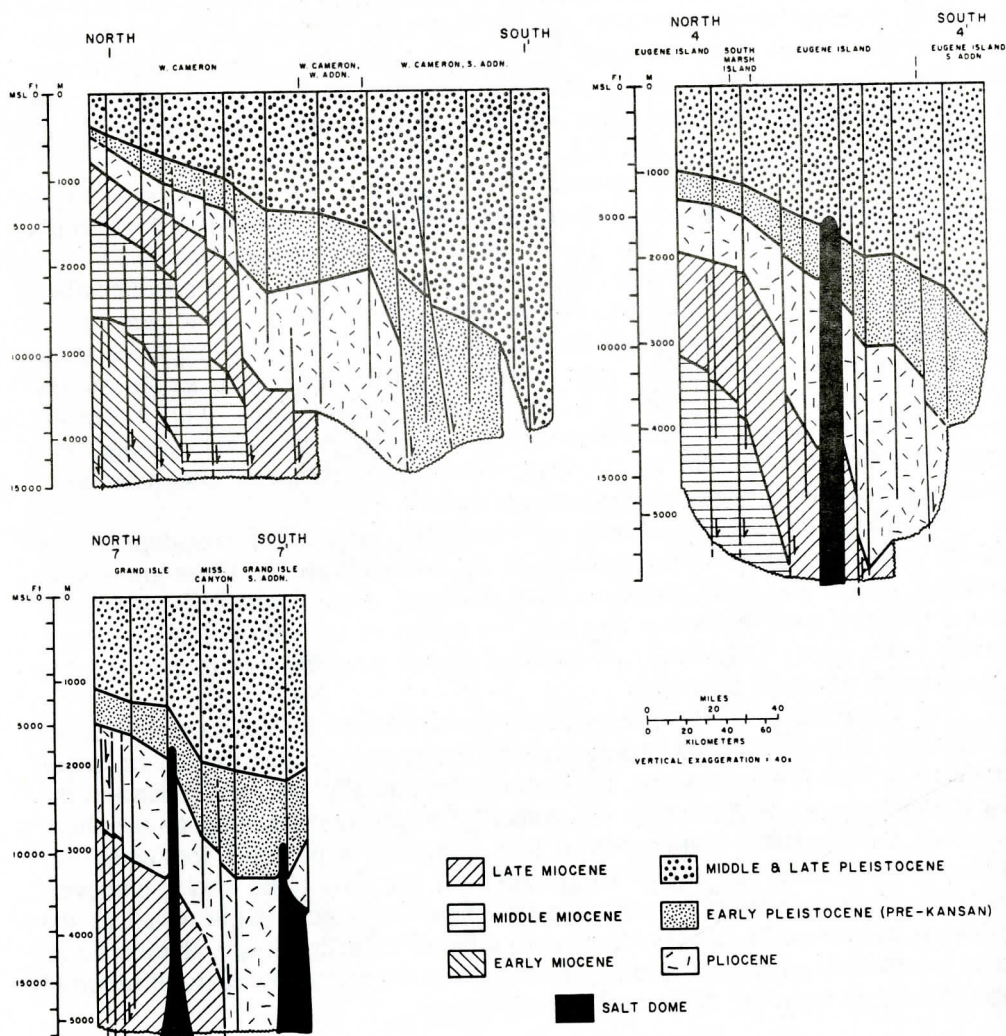 NORTH
1
SOUTH
1'
W. CAMERON
W. CAMERON,
W. ADDN.
W. CAMERON, S. ADDN.
Ft M
MSL 0 0
1000
5000
2000
10000
3000
4000
15000
NORTH
4
SOUTH
4'
EUGENE ISLAND
SOUTH
MARSH
ISLAND
EUGENE ISLAND
EUGENE ISLAND
S. ADDN
Ft M
MSL 0 0
1000
5000
2000
10000
3000
4000
15000
5000
NORTH
7
SOUTH
7'
GRAND ISLE
MISS.
CANYON
GRAND ISLE
S. ADDN.
Ft M
MSL 0 0
1000
5000
2000
10000
3000
4000
15000
5000
MILES
0 20 40
0 20 40 60
KILOMETERS
VERTICAL EXAGGERATION = 40x
LATE MIOCENE
MIDDLE MIOCENE
EARLY MIOCENE
MIDDLE & LATE PLEISTOCENE
EARLY PLEISTOCENE (PRE-KANSAN)
PLIOCENE
SALT DOME